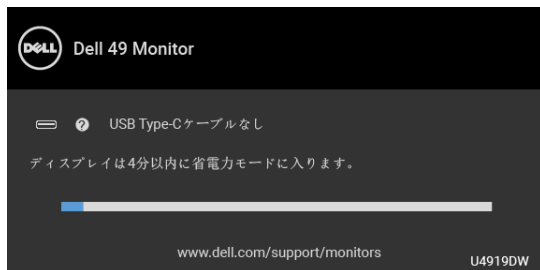 DELL Dell 49 Monitor
? USB Type-Cケーブルなし
ディスプレイは4分以内に省電力モードに入ります。
www.dell.com/support/monitors
U4919DW